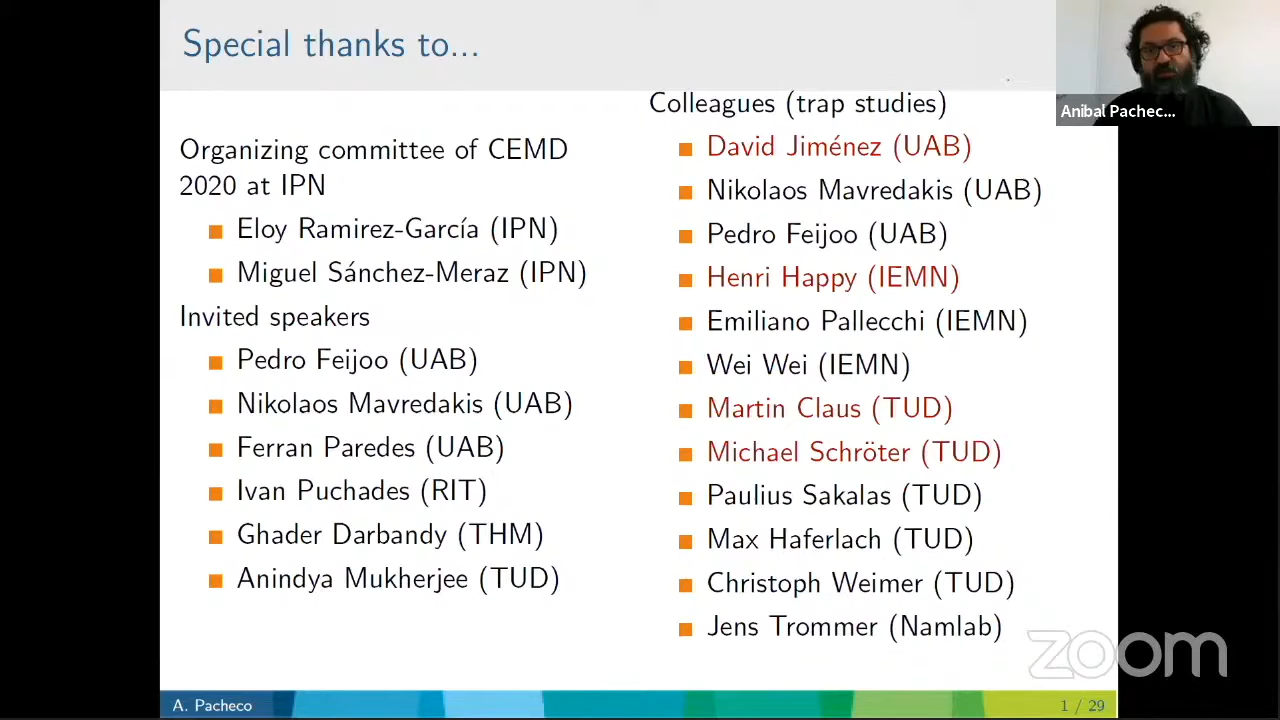 Special thanks to...
Organizing committee of CEMD
2020 at IPN
Eloy Ramirez-García (IPN)
Miguel Sánchez-Meraz (IPN)
Invited speakers
Pedro Feijoo (UAB)
Nikolaos Mavredakis (UAB)
Ferran Paredes (UAB)
Ivan Puchades (RIT)
Ghader Darbandy (THM)
Anindya Mukherjee (TUD)
Colleagues (trap studies)
David Jiménez (UAB)
Nikolaos Mavredakis (UAB)
Pedro Feijoo (UAB)
Henri Happy (IEMN)
Emiliano Pallecchi (IEMN)
Wei Wei (IEMN)
Martin Claus (TUD)
Michael Schröter (TUD)
Paulius Sakalas (TUD)
Max Haferlach (TUD)
Christoph Weimer (TUD)
Jens Trommer (Namlab)
Anibal Pachec...
zoom
A. Pacheco
1 / 29